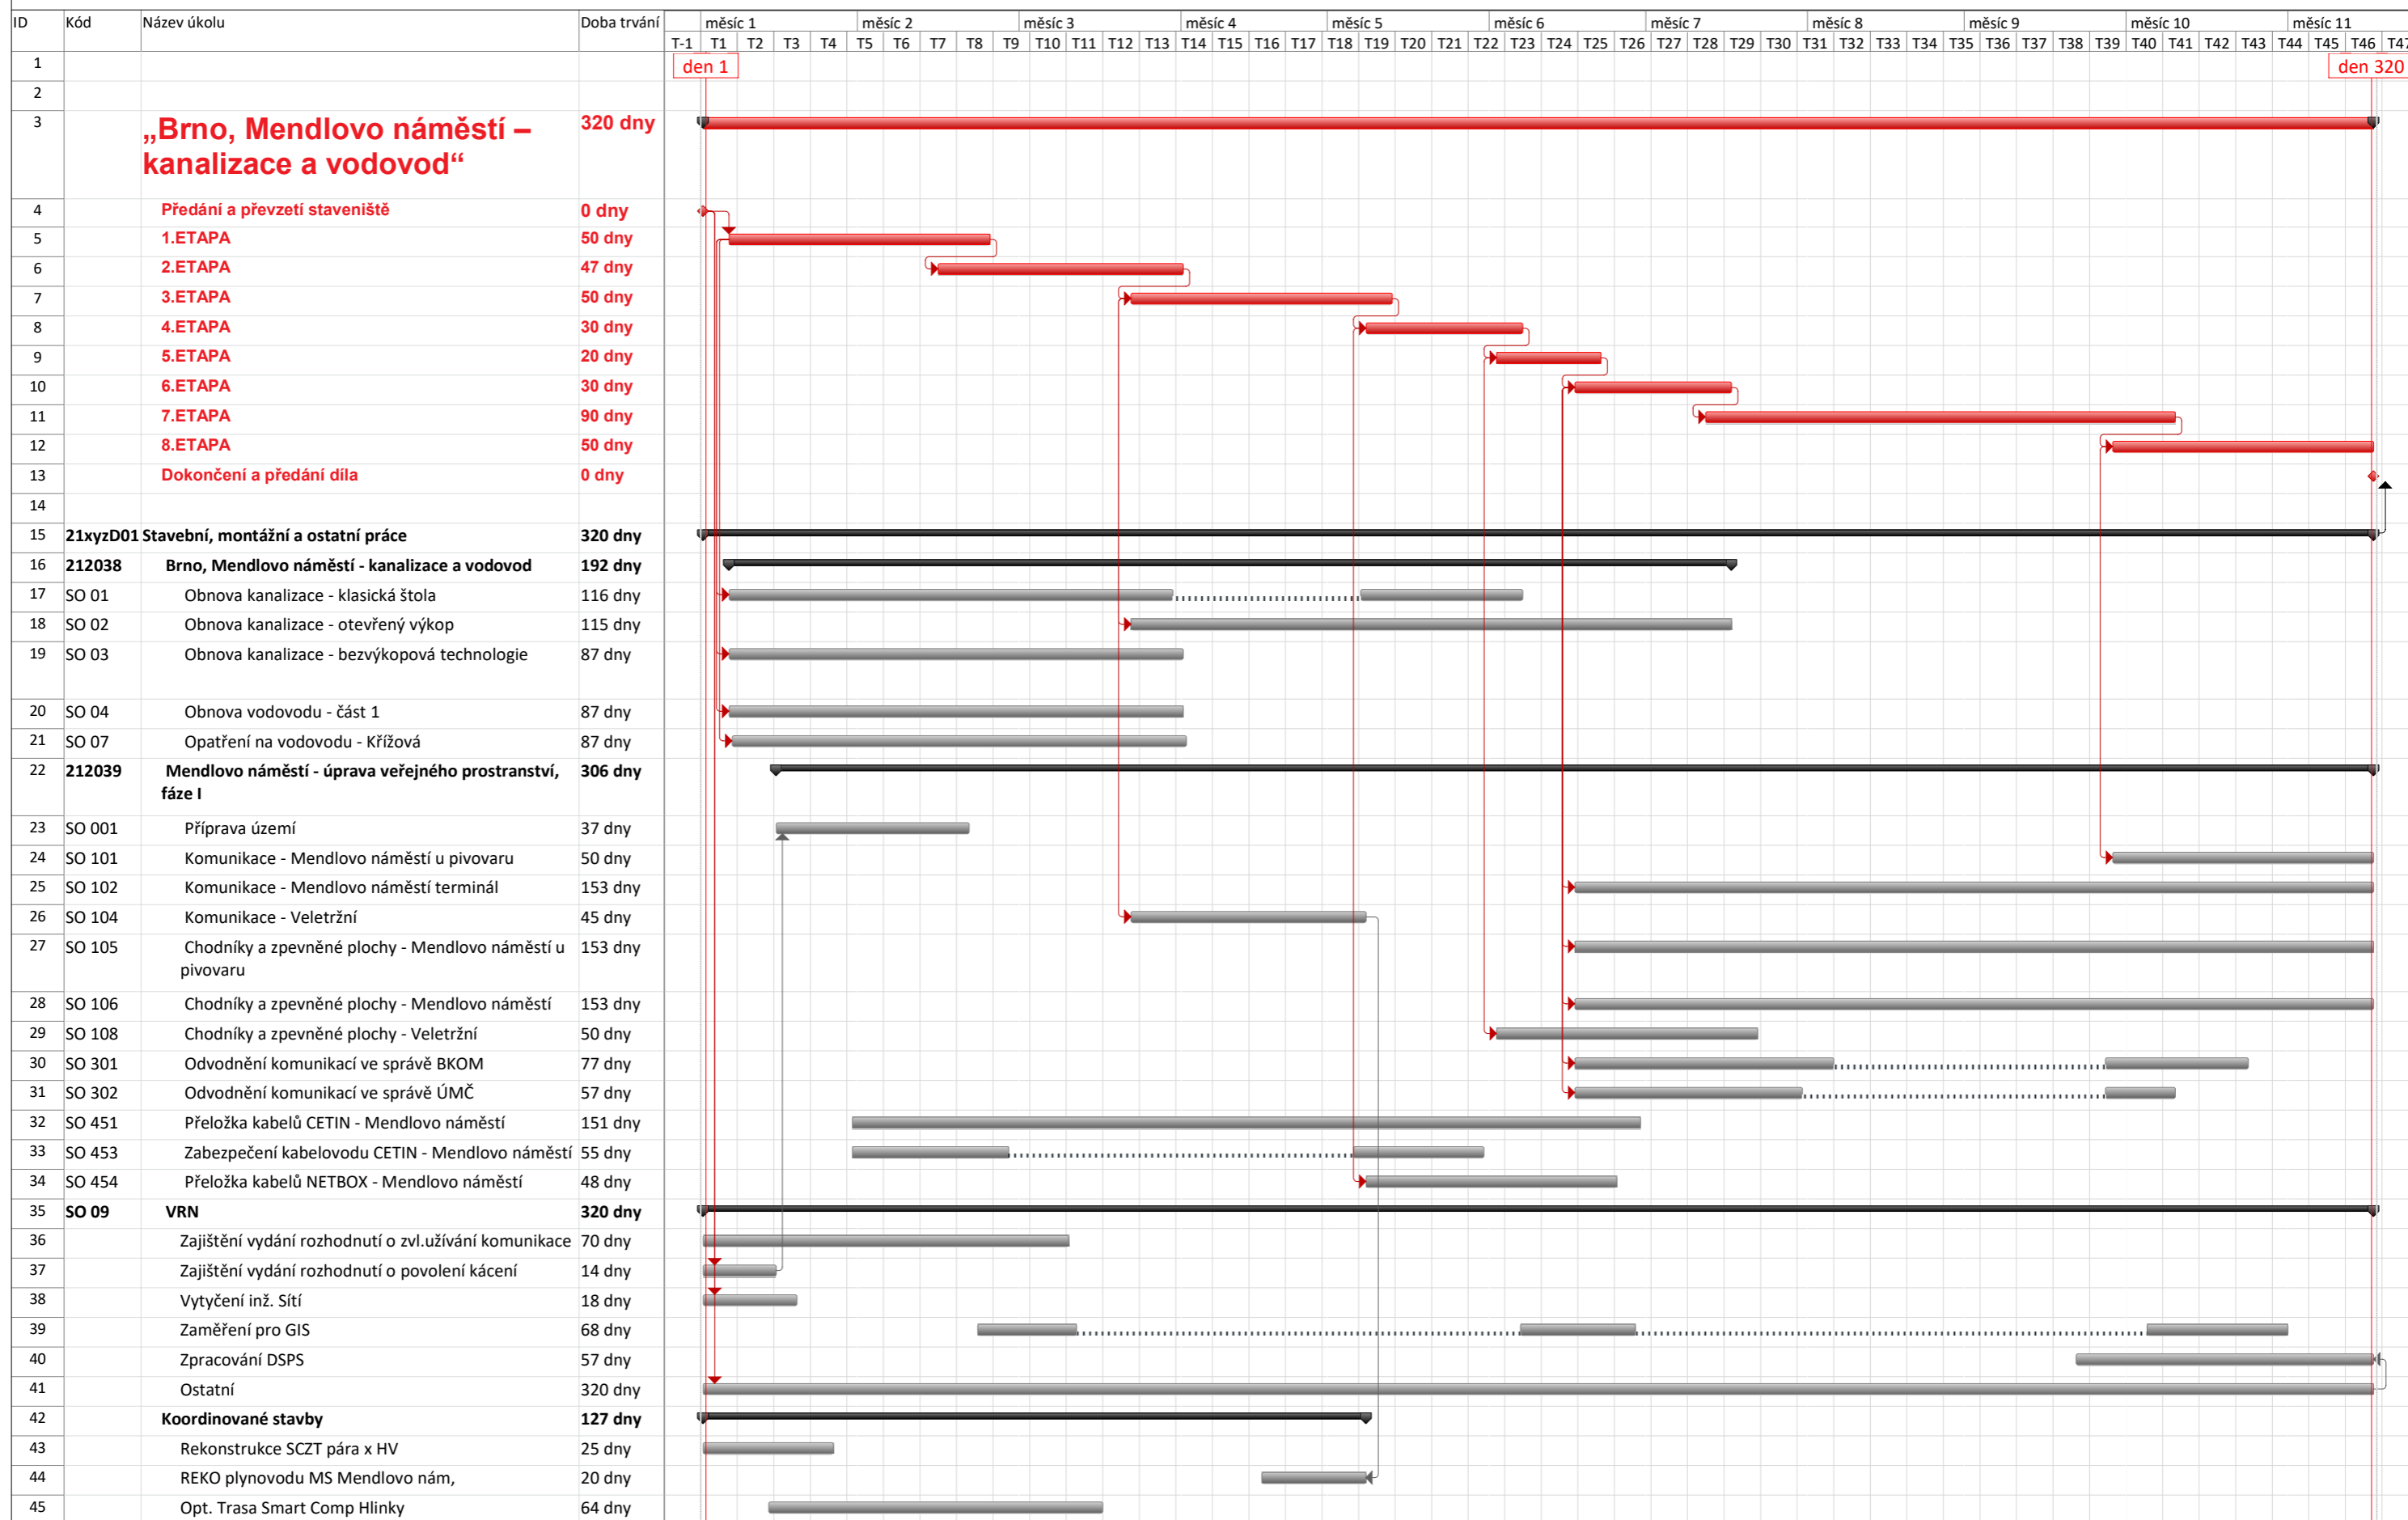 ID Kód Název úkolu Doba trvání měsíc 1 měsíc 2 měsíc 3 měsíc 4 měsíc 5 měsíc 6 měsíc 7 měsíc 8 měsíc 9 měsíc 10 měsíc 11
T-1 T1 T2 T3 T4 T5 T6 T7 T8 T9 T10 T11 T12 T13 T14 T15 T16 T17 T18 T19 T20 T21 T22 T23 T24 T25 T26 T27 T28 T29 T30 T31 T32 T33 T34 T35 T36 T37 T38 T39 T40 T41 T42 T43 T44 T45 T46 T47
1 den 1 den 320
2
3 „Brno, Mendlovo náměstí – 320 dny
kanalizace a vodovod“
4 Předání a převzetí staveniště 0 dny
5 1.ETAPA 50 dny
6 2.ETAPA 47 dny
7 3.ETAPA 50 dny
8 4.ETAPA 30 dny
9 5.ETAPA 20 dny
10 6.ETAPA 30 dny
11 7.ETAPA 90 dny
12 8.ETAPA 50 dny
13 Dokončení a předání díla 0 dny
14
15 21xyzD01 Stavební, montážní a ostatní práce 320 dny
16 212038 Brno, Mendlovo náměstí - kanalizace a vodovod 192 dny
17 SO 01 Obnova kanalizace - klasická štola 116 dny
18 SO 02 Obnova kanalizace - otevřený výkop 115 dny
19 SO 03 Obnova kanalizace - bezvýkopová technologie 87 dny
20 SO 04 Obnova vodovodu - část 1 87 dny
21 SO 07 Opatření na vodovodu - Křížová 87 dny
22 212039 Mendlovo náměstí - úprava veřejného prostranství, 306 dny
fáze I
23 SO 001 Příprava území 37 dny
24 SO 101 Komunikace - Mendlovo náměstí u pivovaru 50 dny
25 SO 102 Komunikace - Mendlovo náměstí terminál 153 dny
26 SO 104 Komunikace - Veletržní 45 dny
27 SO 105 Chodníky a zpevněné plochy - Mendlovo náměstí u 153 dny
pivovaru
28 SO 106 Chodníky a zpevněné plochy - Mendlovo náměstí 153 dny
29 SO 108 Chodníky a zpevněné plochy - Veletržní 50 dny
30 SO 301 Odvodnění komunikací ve správě BKOM 77 dny
31 SO 302 Odvodnění komunikací ve správě ÚMČ 57 dny
32 SO 451 Přeložka kabelů CETIN - Mendlovo náměstí 151 dny
33 SO 453 Zabezpečení kabelovodu CETIN - Mendlovo náměstí 55 dny
34 SO 454 Přeložka kabelů NETBOX - Mendlovo náměstí 48 dny
35 SO 09 VRN 320 dny
36 Zajištění vydání rozhodnutí o zvl.užívání komunikace 70 dny
37 Zajištění vydání rozhodnutí o povolení kácení 14 dny
38 Vytyčení inž. Sítí 18 dny
39 Zaměření pro GIS 68 dny
40 Zpracování DSPS 57 dny
41 Ostatní 320 dny
42 Koordinované stavby 127 dny
43 Rekonstrukce SCZT pára x HV 25 dny
44 REKO plynovodu MS Mendlovo nám, 20 dny
45 Opt. Trasa Smart Comp Hlinky 64 dny